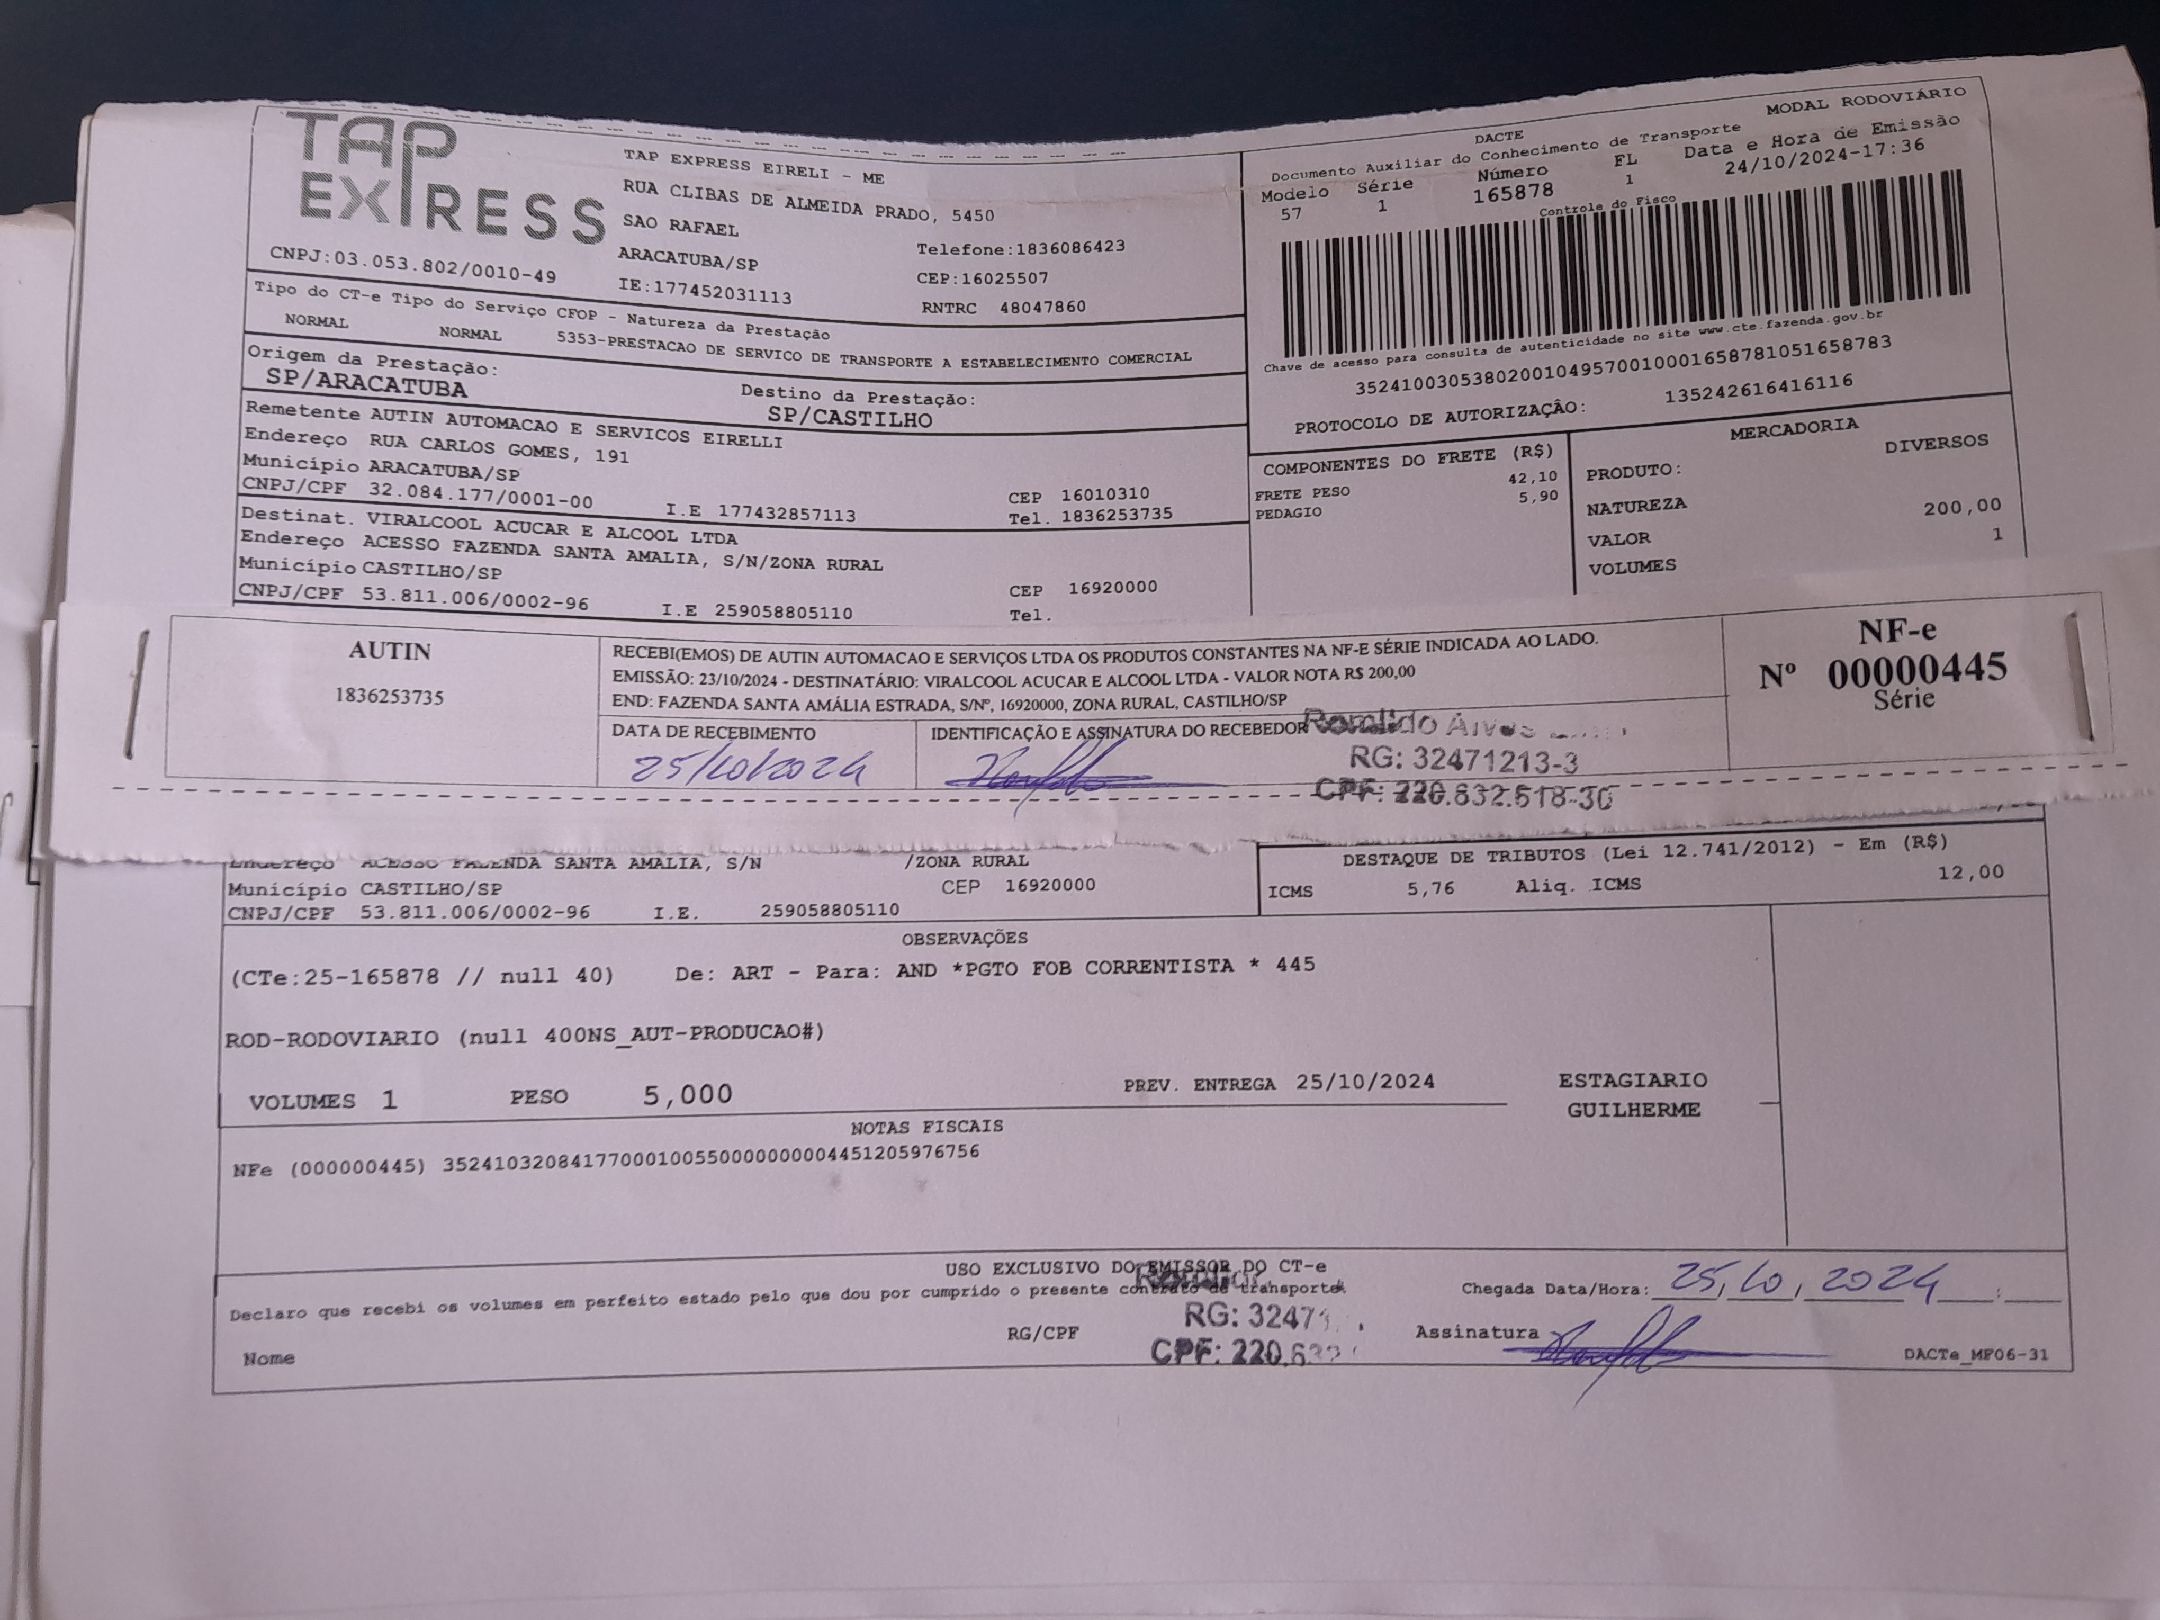 TAP EXPRESS
TAP EXPRESS EIRELI - ME
RUA CLIBAS DE ALMEIDA PRADO, 5450
SAO RAFAEL
Telefone:1836086423
CNPJ:03.053.802/0010-49
ARACATUBA/SP
CEP:16025507
IE:177452031113
RNTRC 48047860
Tipo do CT-e Tipo do Serviço CFOP - Natureza da Prestação
NORMAL NORMAL 5353-PRESTACAO DE SERVICO DE TRANSPORTE A ESTABELECIMENTO COMERCIAL
Origem da Prestação:
SP/ARACATUBA
Destino da Prestação:
SP/CASTILHO
Remetente AUTIN AUTOMACAO E SERVICOS EIRELLI
Endereço RUA CARLOS GOMES, 191
Município ARACATUBA/SP
CEP 16010310
CNPJ/CPF 32.084.177/0001-00 I.E 177432857113 Tel. 1836253735
Destinat. VIRALCOOL ACUCAR E ALCOOL LTDA
Endereço ACESSO FAZENDA SANTA AMALIA, S/N/ZONA RURAL
Município CASTILHO/SP
CEP 16920000
CNPJ/CPF 53.811.006/0002-96 I.E 259058805110 Tel.
MODAL RODOVIÁRIO
DACTE
Documento Auxiliar do Conhecimento de Transporte
Modelo Série Número FL Data e Hora de Emissão
57 1 165878 1 24/10/2024-17:36
Controle do Fisco
Chave de acesso para consulta de autenticidade no site www.cte.fazenda.gov.br
35241003053802001049570010001658781051658783
PROTOCOLO DE AUTORIZAÇÂO: 135242616416116
COMPONENTES DO FRETE (R$)
FRETE PESO 42,10
PEDAGIO 5,90
MERCADORIA
PRODUTO: DIVERSOS
NATUREZA
VALOR 200,00
VOLUMES 1
AUTIN
1836253735
RECEBI(EMOS) DE AUTIN AUTOMACAO E SERVIÇOS LTDA OS PRODUTOS CONSTANTES NA NF-E SÉRIE INDICADA AO LADO.
EMISSÃO: 23/10/2024 - DESTINATÁRIO: VIRALCOOL ACUCAR E ALCOOL LTDA - VALOR NOTA R$ 200,00
END: FAZENDA SANTA AMÁLIA ESTRADA, S/Nº, 16920000, ZONA RURAL, CASTILHO/SP
DATA DE RECEBIMENTO
25/10/2024
IDENTIFICAÇÃO E ASSINATURA DO RECEBEDOR
RG: 32471213-3
CPF: 220.632.518-30
NF-e
Nº 00000445
Série
Endereço ACESSO FAZENDA SANTA AMALIA, S/N /ZONA RURAL
Município CASTILHO/SP CEP 16920000
CNPJ/CPF 53.811.006/0002-96 I.E. 259058805110
DESTAQUE DE TRIBUTOS (Lei 12.741/2012) - Em (R$)
ICMS 5,76 Aliq. ICMS 12,00
OBSERVAÇÕES
(CTe:25-165878 // null 40) De: ART - Para: AND *PGTO FOB CORRENTISTA * 445
ROD-RODOVIARIO (null 400NS_AUT-PRODUCAO#)
VOLUMES 1 PESO 5,000 PREV. ENTREGA 25/10/2024
ESTAGIARIO
GUILHERME
NOTAS FISCAIS
NFe (000000445) 35241032084177000100550000000004451205976756
USO EXCLUSIVO DO EMISSOR DO CT-e
Declaro que recebi os volumes em perfeito estado pelo que dou por cumprido o presente contrato de transporte.
Chegada Data/Hora: 25/10/2024
Nome
RG/CPF
RG: 3247
CPF: 220.632
Assinatura
DACTe_MF06-31